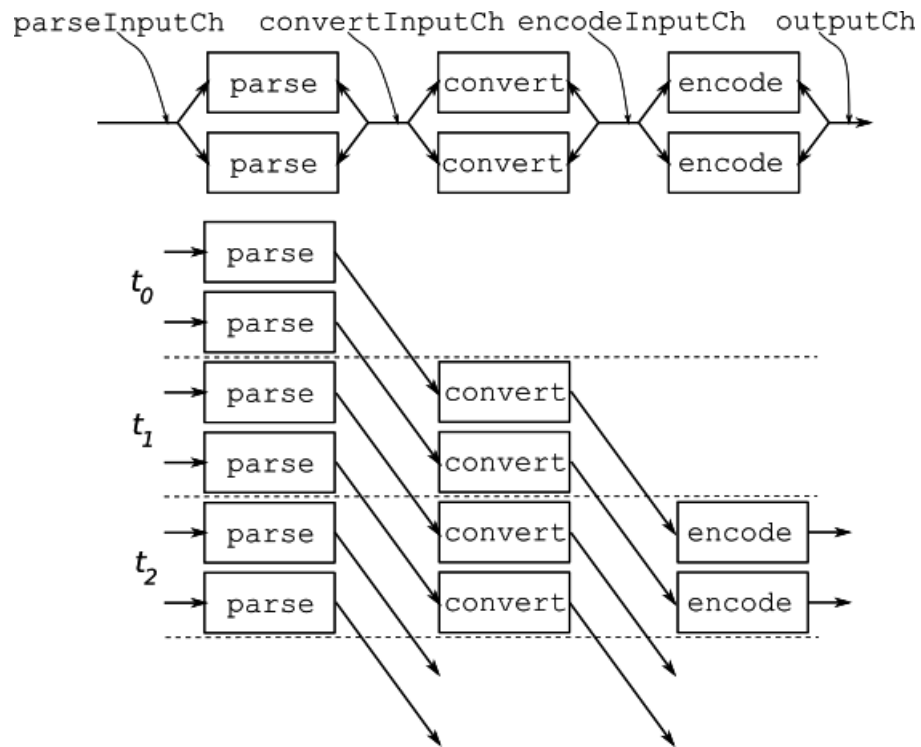 parseInputCh convertInputCh encodeInputCh outputCh
parse convert encode
parse convert encode
parse
t0
parse
parse convert
t1
parse convert
parse convert encode
t2
parse convert encode